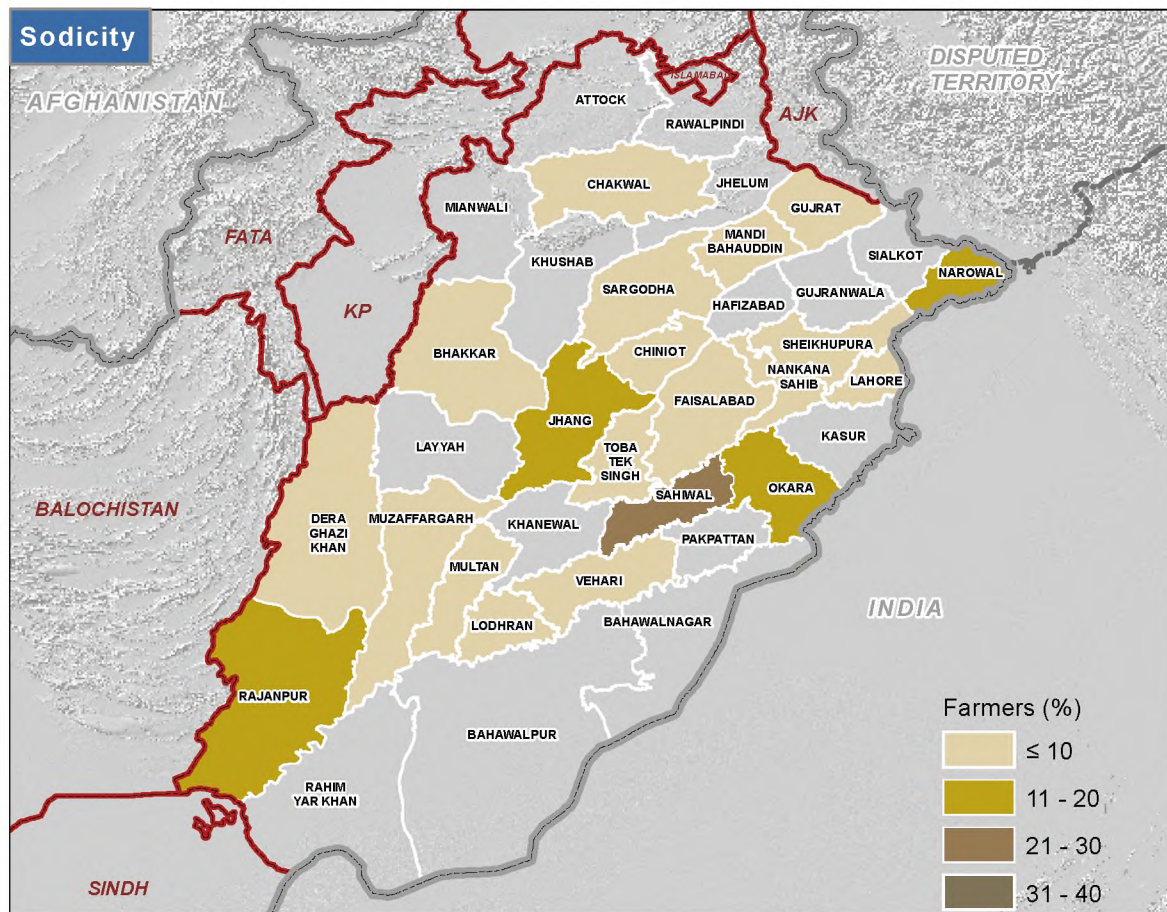 Sodicity
AFGHANISTAN
DISPUTED
TERRITORY
ISLAMABAD
ATTOCK
RAWALPINDI
AJK
CHAKWAL
JHELUM
MIANWALI
GUJRAT
FATA
MANDI
BAHAUDDIN
KHUSHAB
SIALKOT
NAROWAL
SARGODHA
GUJRANWALA
HAFIZABAD
KP
SHEIKHUPURA
BHAKKAR
CHINIOT
NANKANA
SAHIB
LAHORE
FAISALABAD
JHANG
KASUR
LAYYAH
TOBA
TEK
SINGH
OKARA
SAHIWAL
BALOCHISTAN
DERA
GHAZI
KHAN
MUZAFFARGARH
KHANEWAL
PAKPATTAN
MULTAN
VEHARI
INDIA
LODHRAN
BAHAWALNAGAR
RAJANPUR
BAHAWALPUR
RAHIM
YAR KHAN
SINDH
Farmers (%)
≤ 10
11 - 20
21 - 30
31 - 40